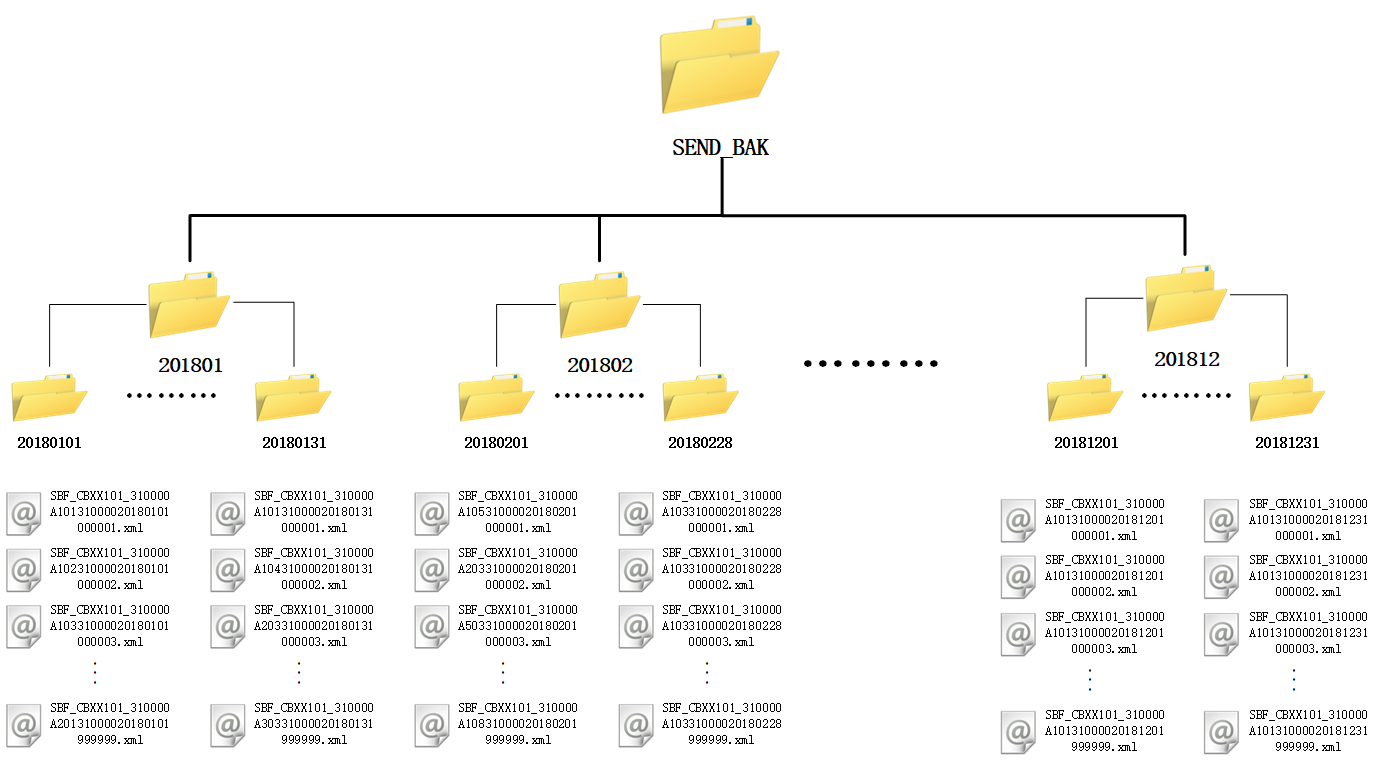 SEND_BAK
201801
201802
201812
20180101
20180131
20180201
20180228
20181201
20181231
SBF_CBXX101_310000
A10131000020180101
000001.xml
SBF_CBXX101_310000
A10231000020180101
000002.xml
SBF_CBXX101_310000
A10331000020180101
000003.xml
SBF_CBXX101_310000
A20131000020180101
999999.xml
SBF_CBXX101_310000
A10131000020180131
000001.xml
SBF_CBXX101_310000
A10431000020180131
000002.xml
SBF_CBXX101_310000
A20331000020180131
000003.xml
SBF_CBXX101_310000
A30331000020180131
999999.xml
SBF_CBXX101_310000
A10531000020180201
000001.xml
SBF_CBXX101_310000
A20331000020180201
000002.xml
SBF_CBXX101_310000
A50331000020180201
000003.xml
SBF_CBXX101_310000
A10831000020180201
999999.xml
SBF_CBXX101_310000
A10331000020180228
000001.xml
SBF_CBXX101_310000
A10331000020180228
000002.xml
SBF_CBXX101_310000
A10331000020180228
000003.xml
SBF_CBXX101_310000
A10331000020180228
999999.xml
SBF_CBXX101_310000
A10131000020181201
000001.xml
SBF_CBXX101_310000
A10131000020181201
000002.xml
SBF_CBXX101_310000
A10131000020181201
000003.xml
SBF_CBXX101_310000
A10131000020181201
999999.xml
SBF_CBXX101_310000
A10131000020181231
000001.xml
SBF_CBXX101_310000
A10131000020181231
000002.xml
SBF_CBXX101_310000
A10131000020181231
000003.xml
SBF_CBXX101_310000
A10131000020181231
999999.xml